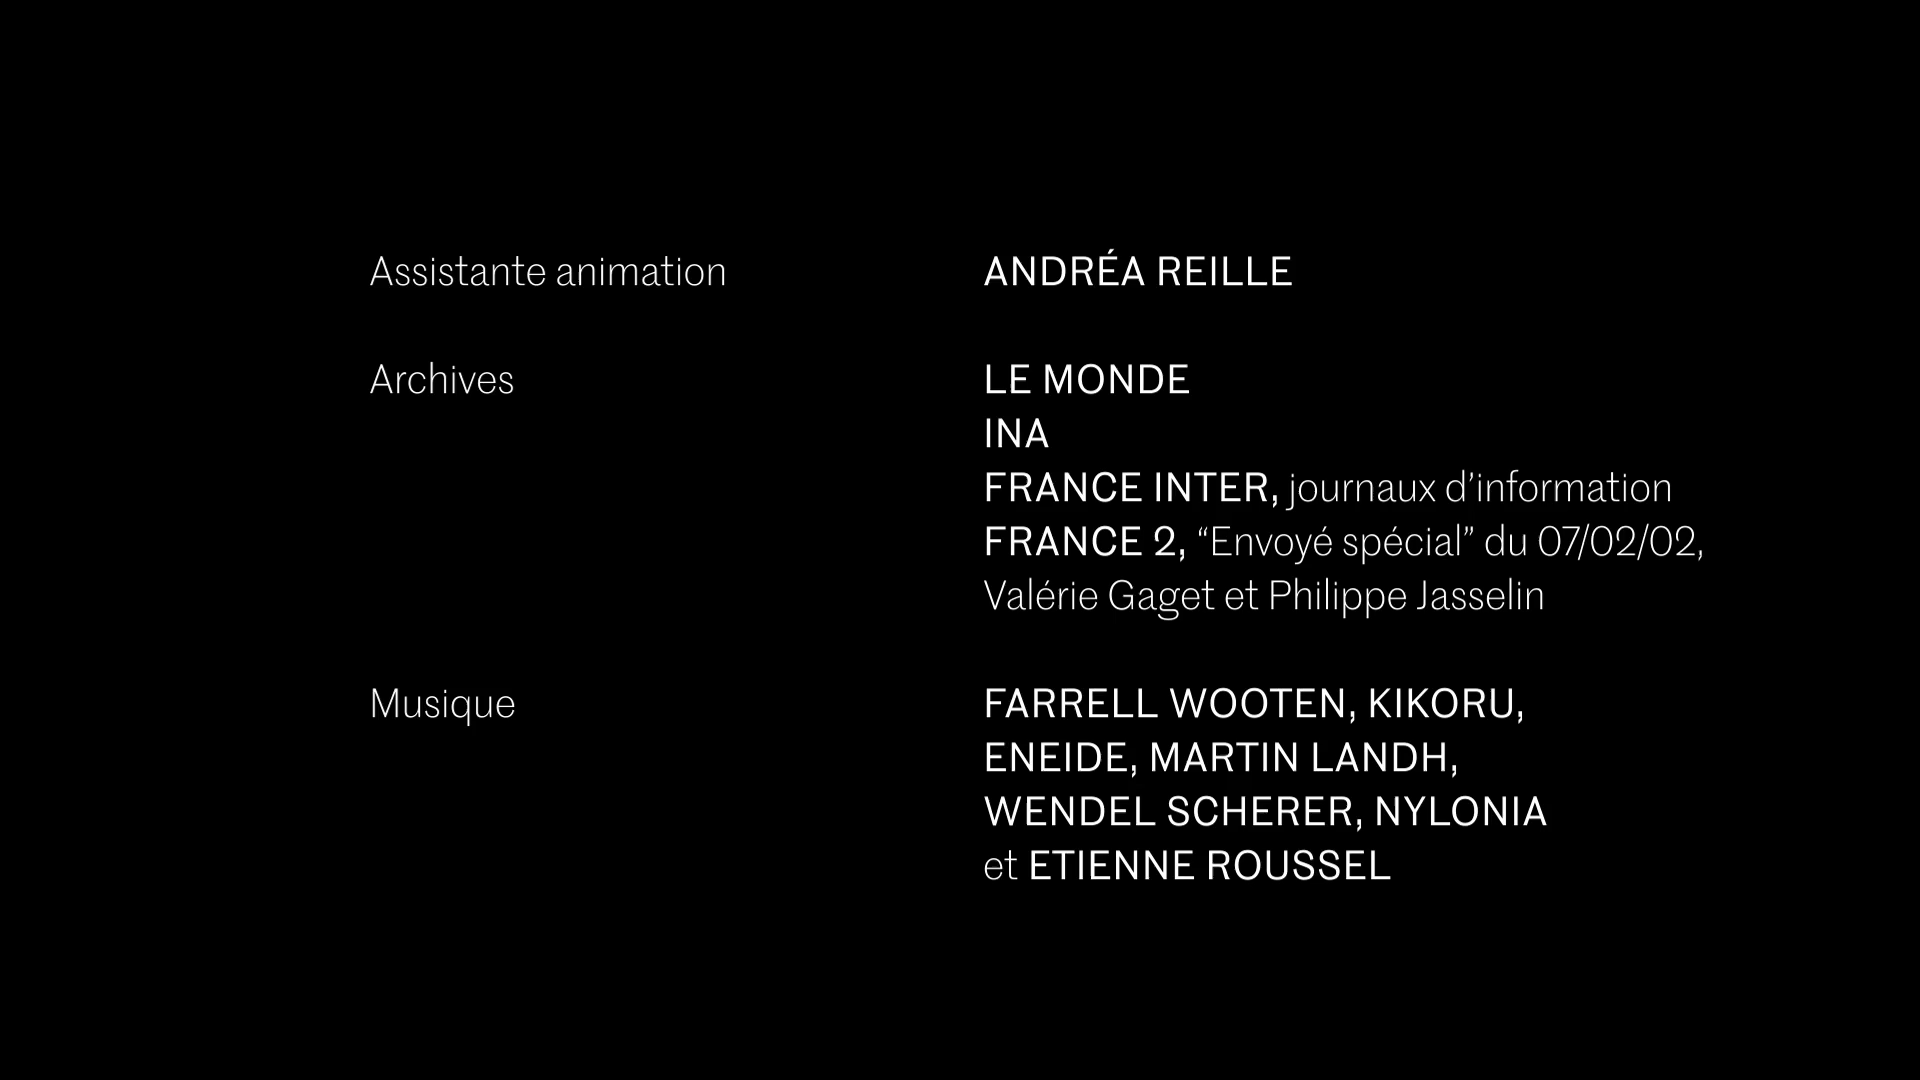 Assistante animation ANDRÉA REILLE
Archives LE MONDE
INA
FRANCE INTER, journaux d’information
FRANCE 2, “Envoyé spécial” du 07/02/02,
Valérie Gaget et Philippe Jasselin
Musique FARRELL WOOTEN, KIKORU,
ENEIDE, MARTIN LANDH,
WENDEL SCHERER, NYLONIA
et ETIENNE ROUSSEL